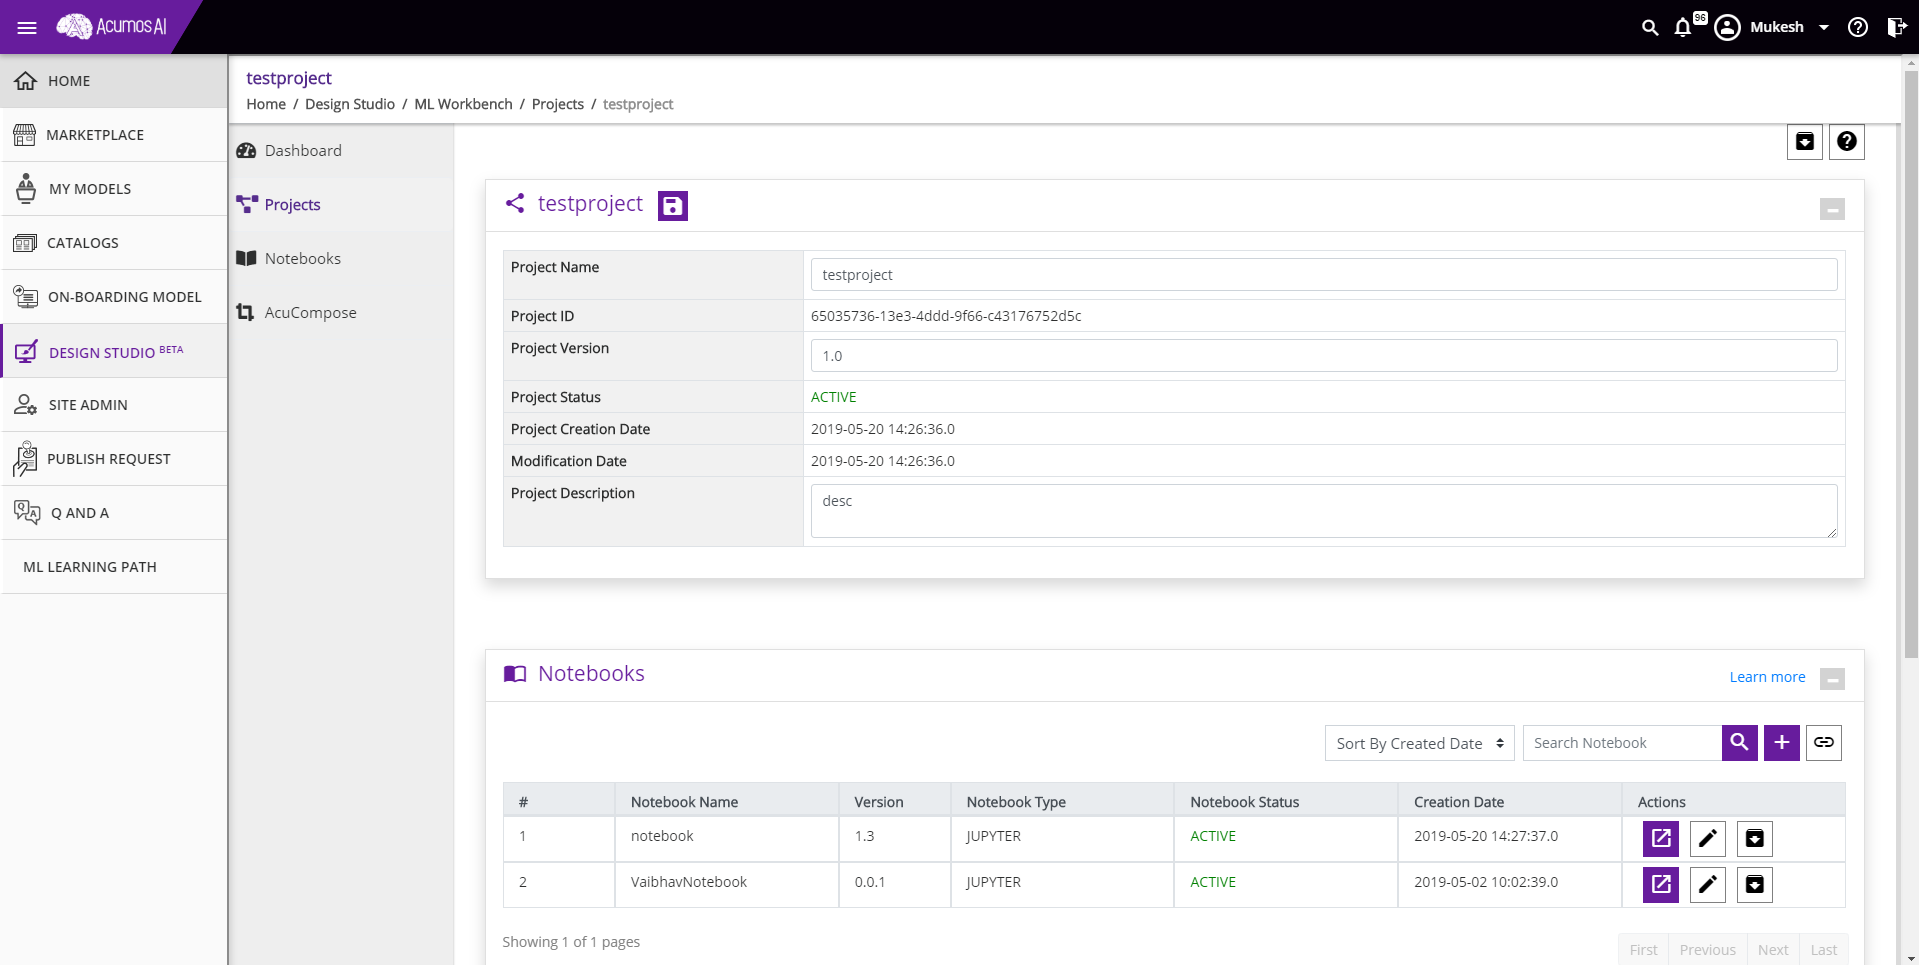 Acumos AI
96
Mukesh
HOME
MARKETPLACE
MY MODELS
CATALOGS
ON-BOARDING MODEL
DESIGN STUDIO BETA
SITE ADMIN
PUBLISH REQUEST
Q AND A
ML LEARNING PATH
testproject
Home / Design Studio / ML Workbench / Projects / testproject
Dashboard
Projects
Notebooks
AcuCompose
testproject
Project Name testproject
Project ID 65035736-13e3-4ddd-9f66-c43176752d5c
Project Version 1.0
Project Status ACTIVE
Project Creation Date 2019-05-20 14:26:36.0
Modification Date 2019-05-20 14:26:36.0
Project Description desc
Notebooks Learn more
Sort By Created Date Search Notebook
# Notebook Name Version Notebook Type Notebook Status Creation Date Actions
1 notebook 1.3 JUPYTER ACTIVE 2019-05-20 14:27:37.0
2 VaibhavNotebook 0.0.1 JUPYTER ACTIVE 2019-05-02 10:02:39.0
Showing 1 of 1 pages
First Previous Next Last